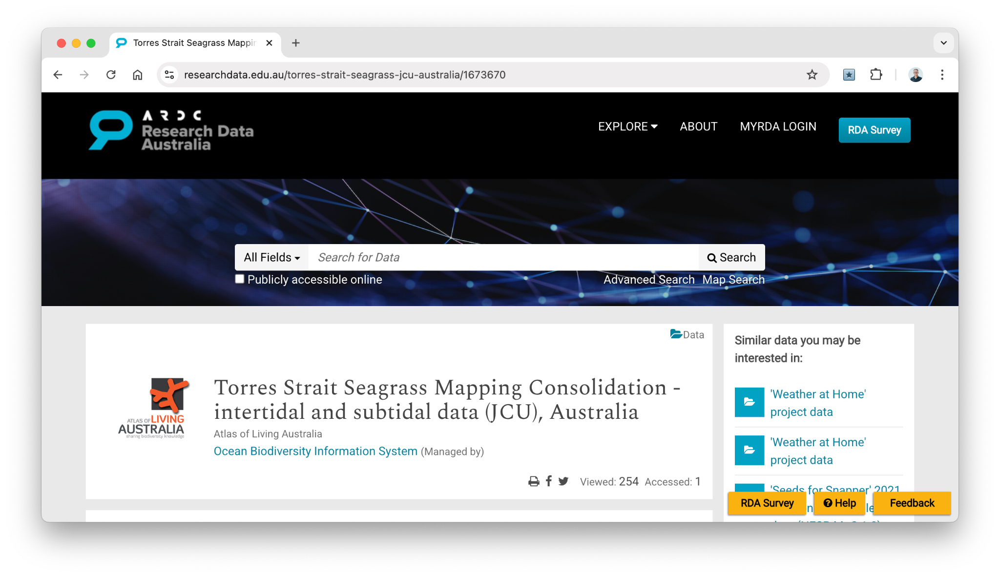 Torres Strait Seagrass Mappin
researchdata.edu.au/torres-strait-seagrass-jcu-australia/1673670
ARDC
Research Data
Australia
EXPLORE
ABOUT
MYRDA LOGIN
RDA Survey
All Fields
Search for Data
Search
Publicly accessible online
Advanced Search
Map Search
Data
ATLAS OF LIVING
AUSTRALIA
sharing biodiversity knowledge
Torres Strait Seagrass Mapping Consolidation -
intertidal and subtidal data (JCU), Australia
Atlas of Living Australia
Ocean Biodiversity Information System (Managed by)
Viewed: 254 Accessed: 1
Similar data you may be
interested in:
'Weather at Home'
project data
'Weather at Home'
project data
'Seeds for Snapper' 2021
RDA Survey
Help
Feedback